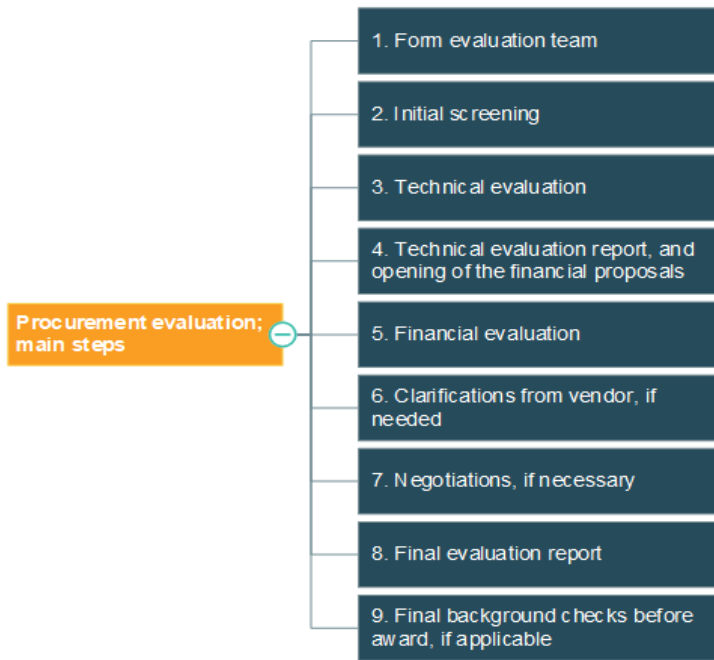 1. Form evaluation team
2. Initial screening
3. Technical evaluation
4. Technical evaluation report, and
opening of the financial proposals
Procurement evaluation;
main steps
5. Financial evaluation
6. Clarifications from vendor, if
needed
7. Negotiations, if necessary
8. Final evaluation report
9. Final background checks before
award, if applicable